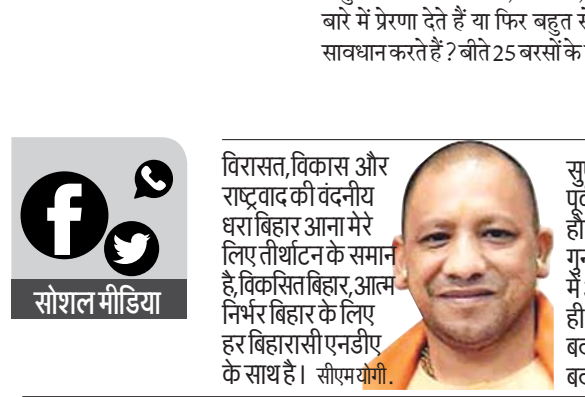 बारे में प्रेरणा देते हैं या फिर बहुत
सावधान करते हैं ? बीते 25 बरसों के
सोशल मीडिया
विरासत,विकास और
राष्ट्रवाद की वंदनीय
धरा बिहार आना मेरे
लिए तीर्थाटन के समान
है,विकसित बिहार,आत्म
निर्भर बिहार के लिए
हर बिहारासी एनडीए
के साथ है। सीएम योगी.
में